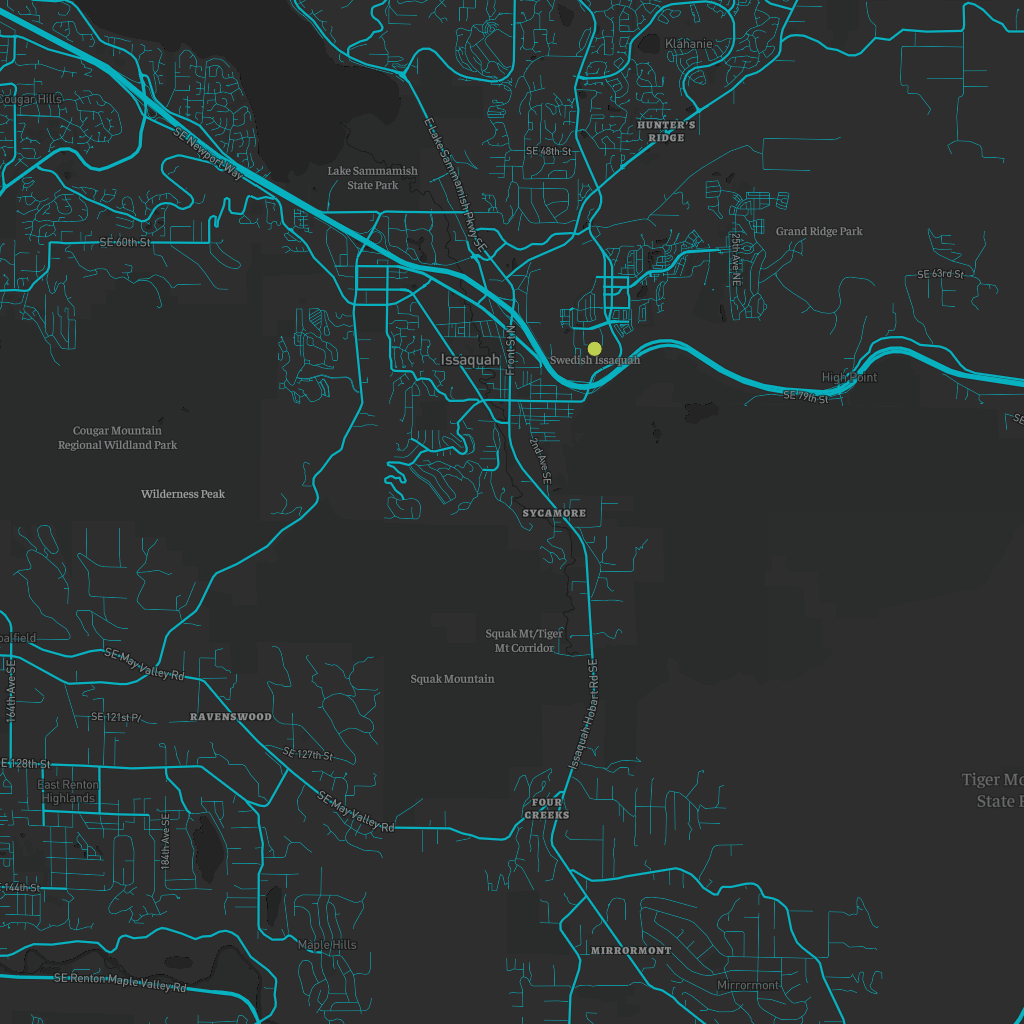 Klahanie
Cougar Hills
HUNTER'S
RIDGE
SE Newport Way
E Lake Sammamish Pkwy SE
SE 48th St
Lake Sammamish
State Park
Grand Ridge Park
SE 60th St
25th Ave NE
SE 63rd St
Front St N
Issaquah
Swedish Issaquah
High Point
SE 79th St
SE
Cougar Mountain
Regional Wildland Park
2nd Ave SE
Wilderness Peak
SYCAMORE
Squak Mt/Tiger
Mt Corridor
SE May Valley Rd
Squak Mountain
164th Ave SE
Issaquah Hobart Rd SE
SE 121st Pl
RAVENSWOOD
SE 127th St
SE 128th St
East Renton
Highlands
Tiger Mo
State F
SE May Valley Rd
FOUR
CREEKS
184th Ave SE
144th St
Maple Hills
MIRRORMONT
SE Renton Maple Valley Rd
Mirrormont